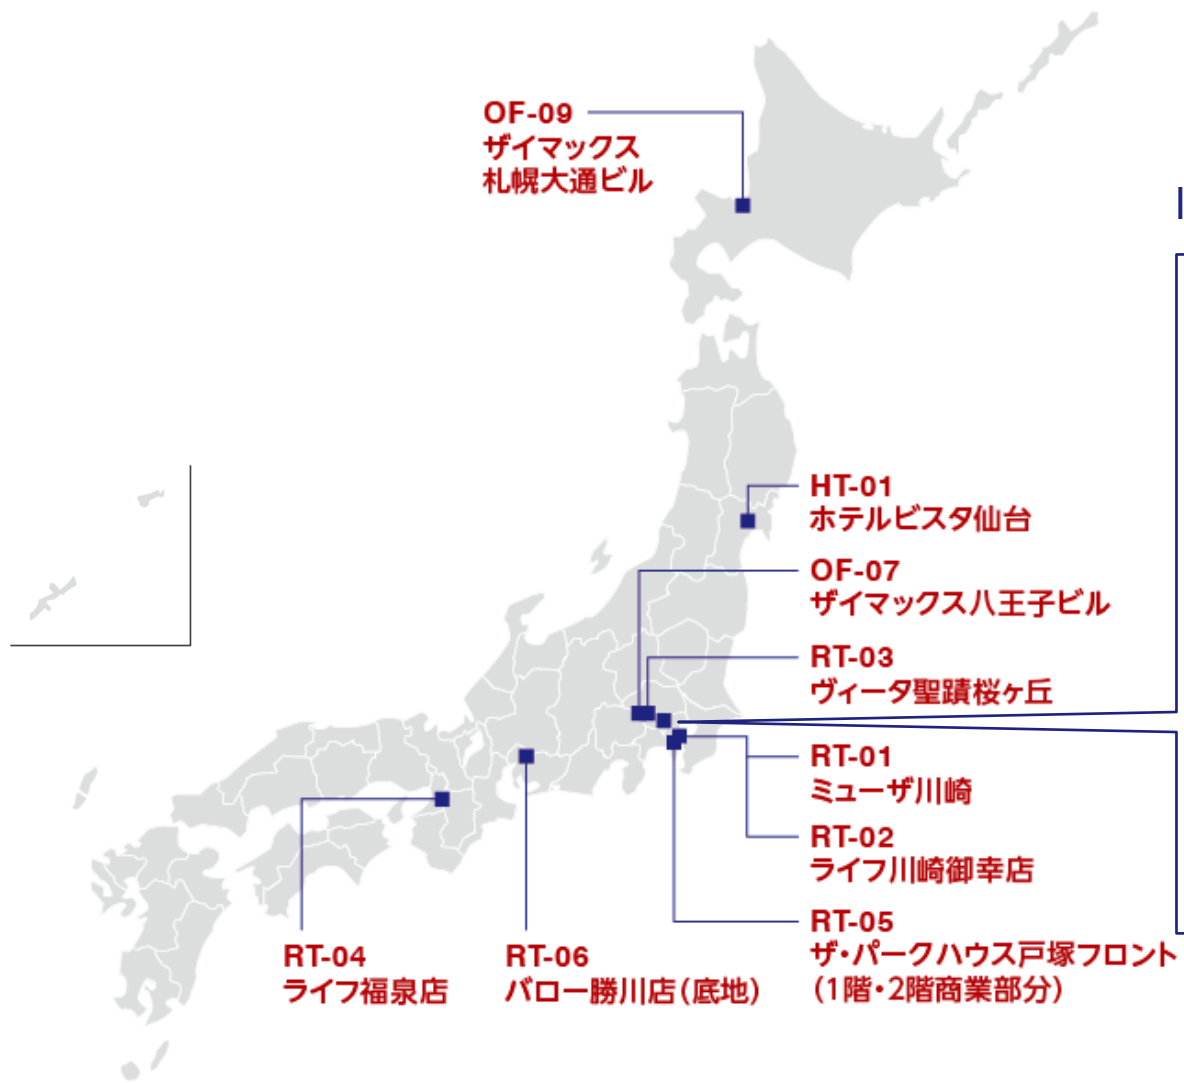 OF-09
ザイマックス
札幌大通ビル
HT-01
ホテルビスタ仙台
OF-07
ザイマックス八王子ビル
RT-03
ヴィータ聖蹟桜ヶ丘
RT-01
ミューザ川崎
RT-02
ライフ川崎御幸店
RT-05
ザ・パークハウス戸塚フロント
(1階・2階商業部分)
RT-04
ライフ福泉店
RT-06
バロー勝川店(底地)